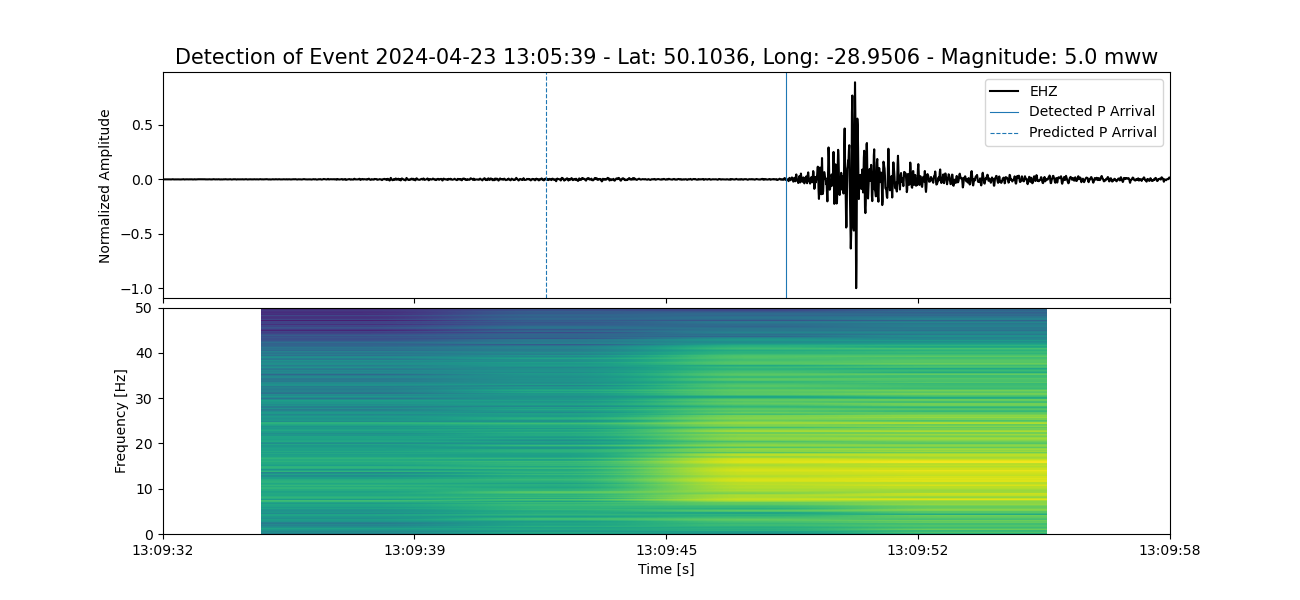 Detection of Event 2024-04-23 13:05:39 - Lat: 50.1036, Long: -28.9506 - Magnitude: 5.0 mww
EHZ
Detected P Arrival
Predicted P Arrival
Normalized Amplitude
0.5
0.0
−0.5
−1.0
Frequency [Hz]
50
40
30
20
10
0
13:09:32
13:09:39
13:09:45
13:09:52
13:09:58
Time [s]